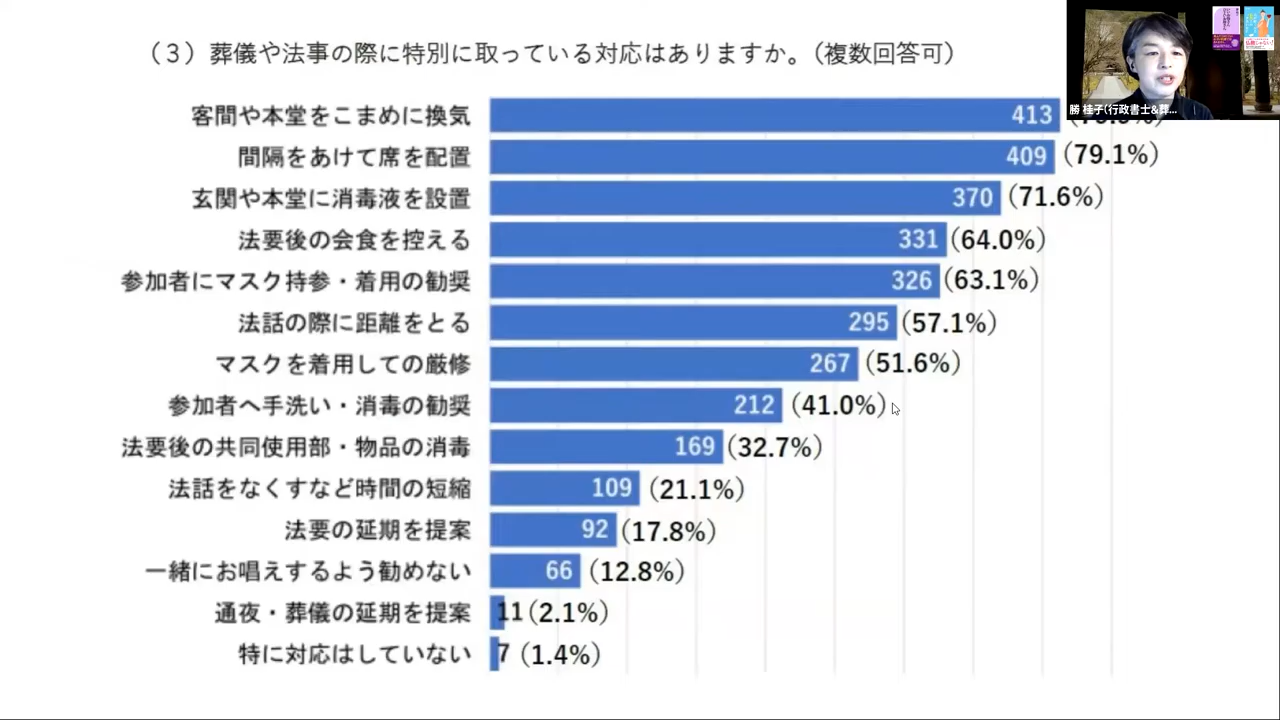 （３）葬儀や法事の際に特別に取っている対応はありますか。（複数回答可）
勝 桂子（行政書士&葬...
客間や本堂をこまめに換気 413
間隔をあけて席を配置 409 (79.1%)
玄関や本堂に消毒液を設置 370 (71.6%)
法要後の会食を控える 331 (64.0%)
参加者にマスク持参・着用の勧奨 326 (63.1%)
法話の際に距離をとる 295 (57.1%)
マスクを着用しての厳修 267 (51.6%)
参加者へ手洗い・消毒の勧奨 212 (41.0%)
法要後の共同使用部・物品の消毒 169 (32.7%)
法話をなくすなど時間の短縮 109 (21.1%)
法要の延期を提案 92 (17.8%)
一緒にお唱えするよう勧めない 66 (12.8%)
通夜・葬儀の延期を提案 11 (2.1%)
特に対応はしていない 7 (1.4%)